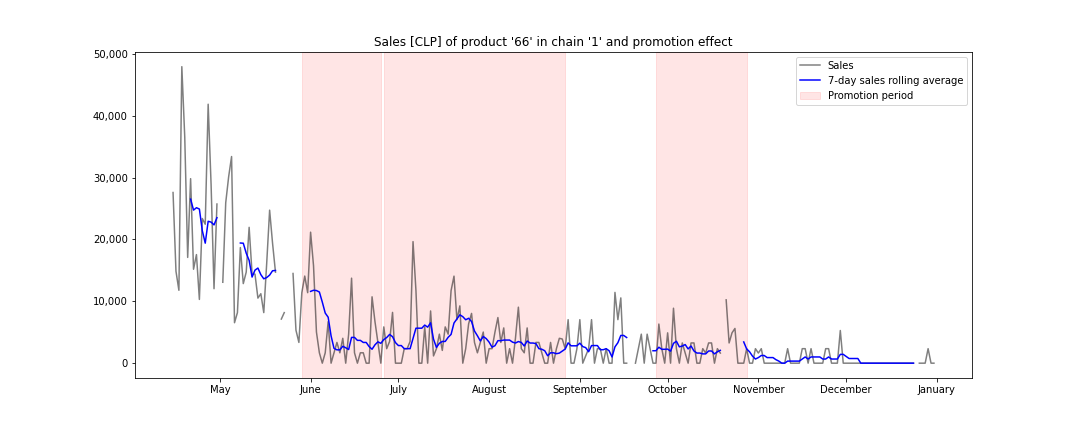 Sales [CLP] of product '66' in chain '1' and promotion effect
50,000
40,000
30,000
20,000
10,000
0
Sales
7-day sales rolling average
Promotion period
May
June
July
August
September
October
November
December
January